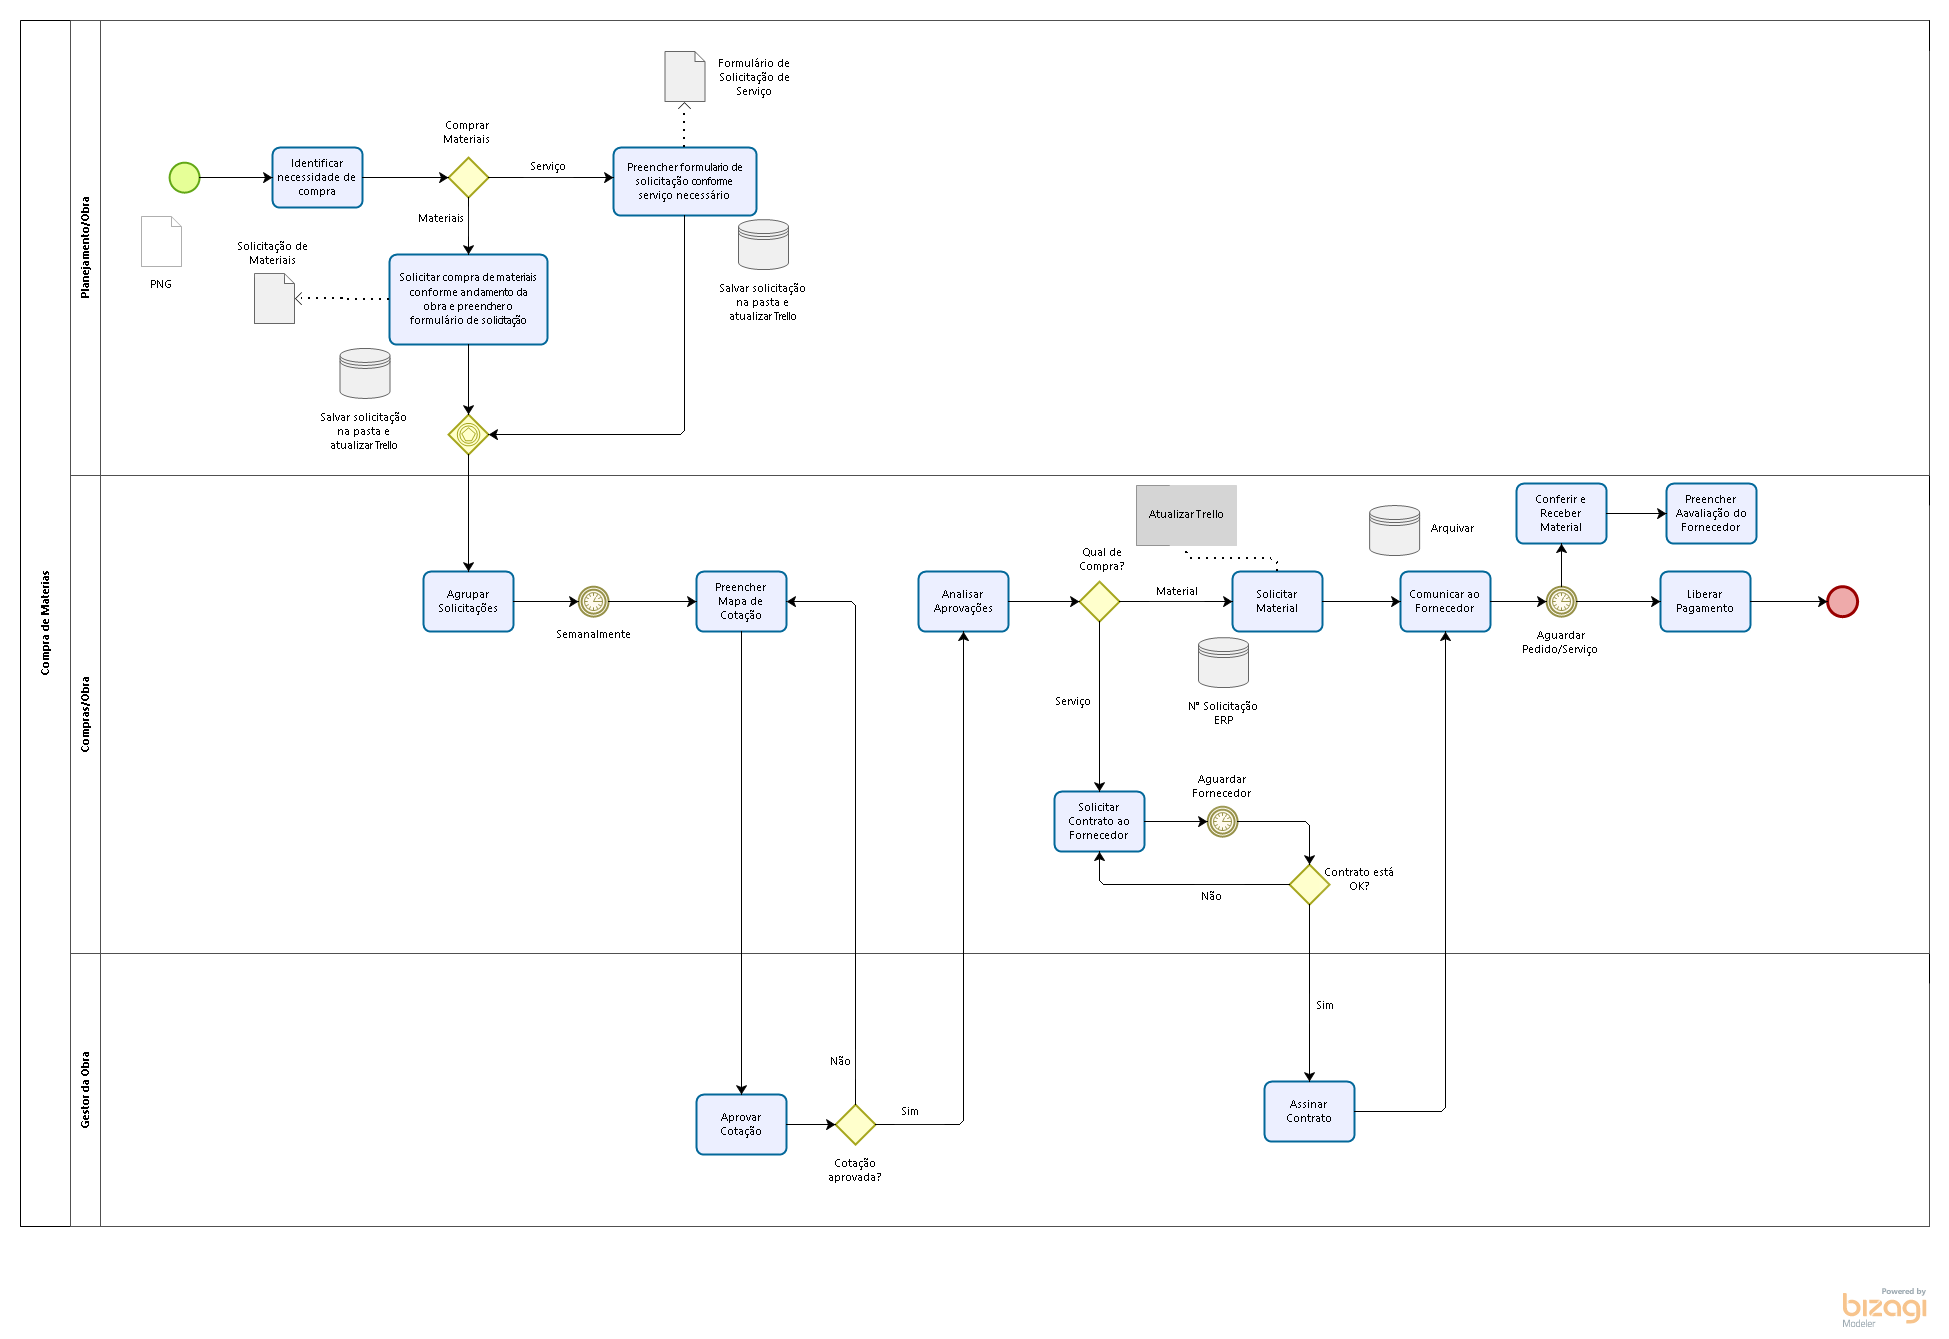 Compra de Materias
Planejamento/Obra
Formulário de
Solicitação de
Serviço
Comprar
Materiais
Identificar
necessidade de
compra
Serviço
Preencher formulario de
solicitação conforme
serviço necessário
Materiais
PNG
Solicitação de
Materiais
Solicitar compra de materiais
conforme andamento da
obra e preencher o
formulário de solicitação
Salvar solicitação
na pasta e
atualizar Trello
Salvar solicitação
na pasta e
atualizar Trello
Compras/Obra
Agrupar
Solicitações
Semanalmente
Preencher
Mapa de
Cotação
Analisar
Aprovações
Qual de
Compra?
Material
Atualizar Trello
Solicitar
Material
Nº Solicitação
ERP
Arquivar
Comunicar ao
Fornecedor
Aguardar
Pedido/Serviço
Conferir e
Receber
Material
Preencher
Aavaliação do
Fornecedor
Liberar
Pagamento
Serviço
Solicitar
Contrato ao
Fornecedor
Aguardar
Fornecedor
Contrato está
OK?
Não
Sim
Gestor da Obra
Aprovar
Cotação
Não
Sim
Cotação
aprovada?
Assinar
Contrato
Powered by
bizagi
Modeler